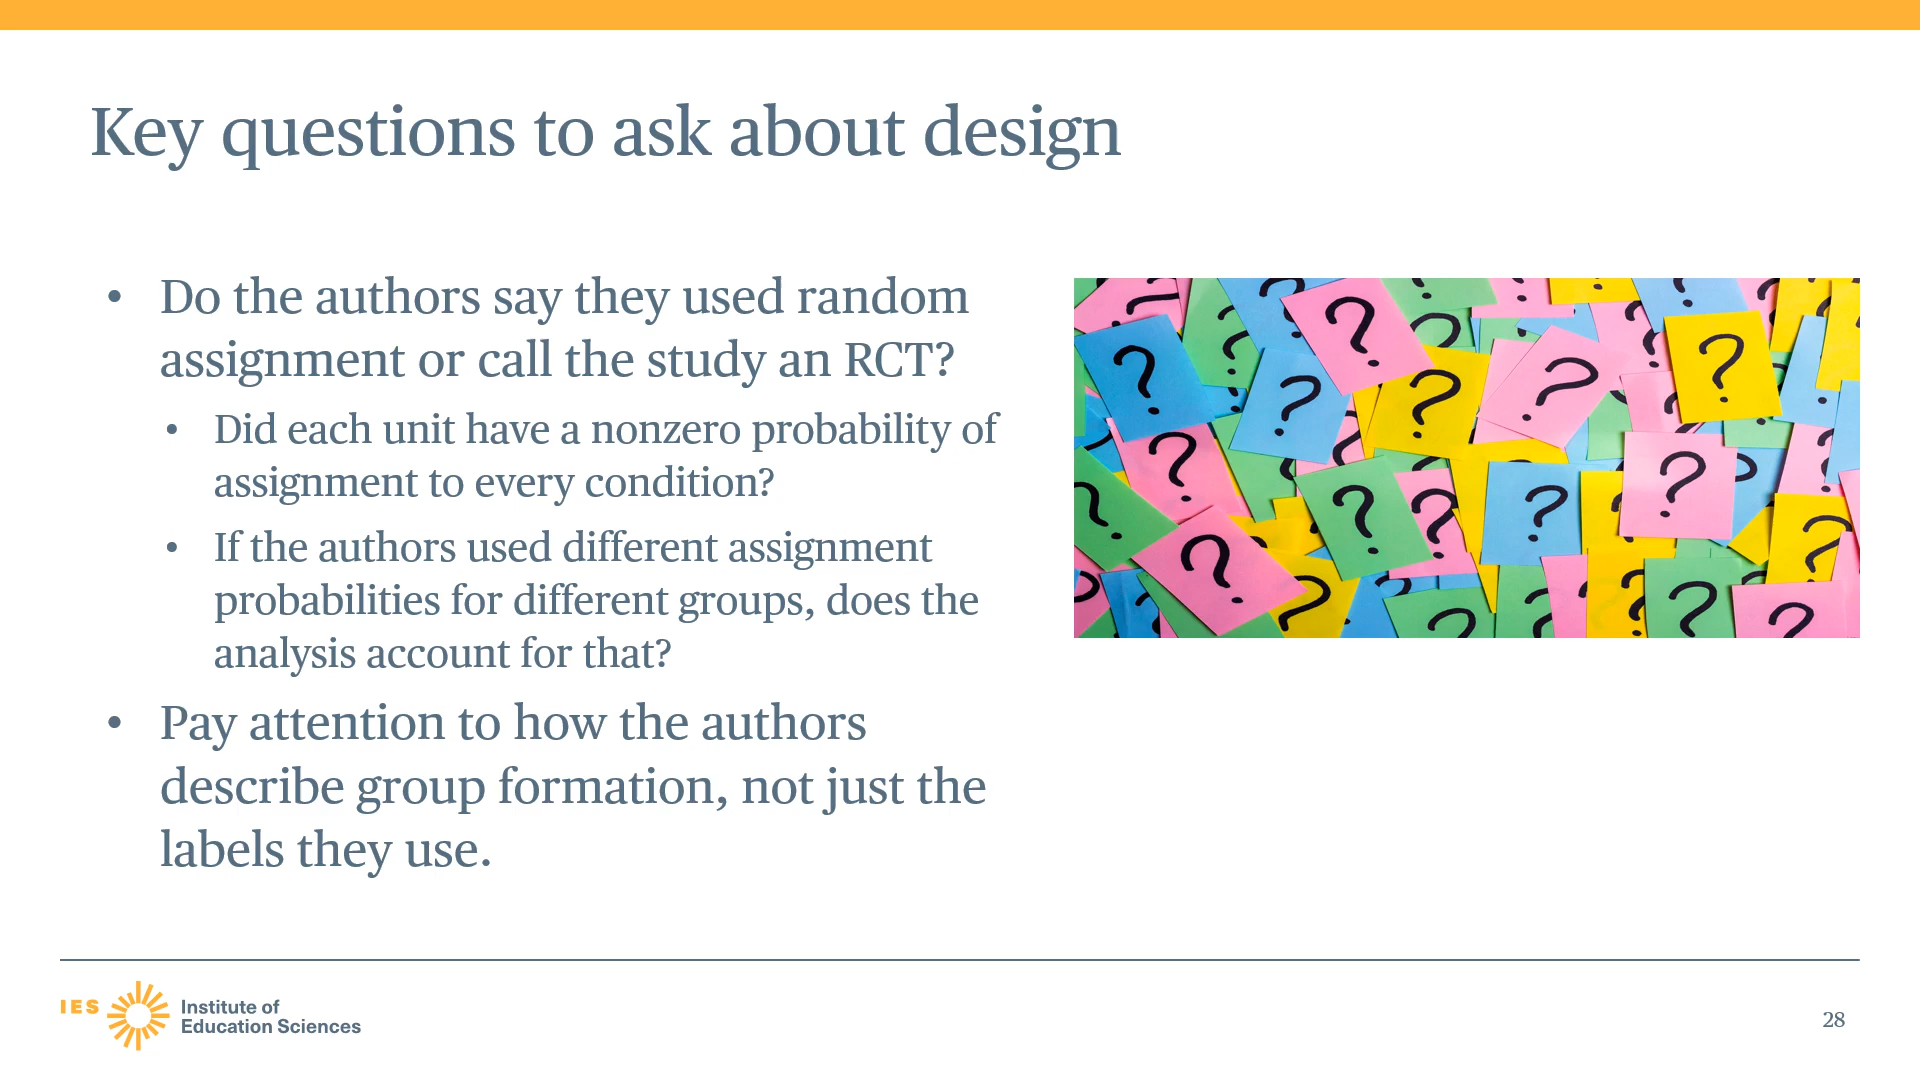 Key questions to ask about design
• Do the authors say they used random
assignment or call the study an RCT?
• Did each unit have a nonzero probability of
assignment to every condition?
• If the authors used different assignment
probabilities for different groups, does the
analysis account for that?
• Pay attention to how the authors
describe group formation, not just the
labels they use.
IES
Institute of
Education Sciences
28